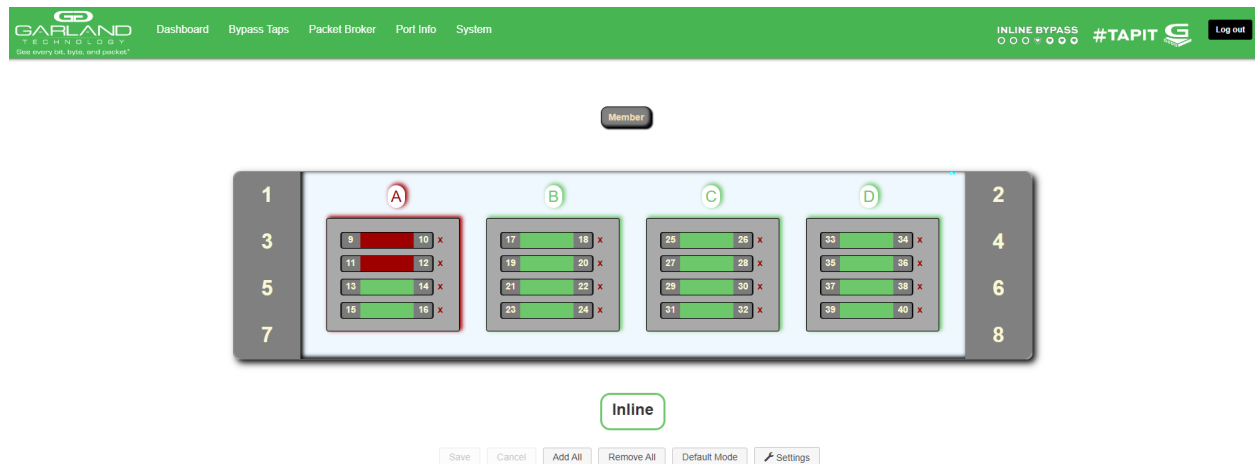 GARLAND
TECHNOLOGY
See every bit, byte, and packet®
Dashboard Bypass Taps Packet Broker Port Info System
INLINE BYPASS
#TAPIT
Log out
Member
1 A B C D 2
3 9 10 x 17 18 x 25 26 x 33 34 x 4
11 12 x 19 20 x 27 28 x 35 36 x
5 13 14 x 21 22 x 29 30 x 37 38 x 6
15 16 x 23 24 x 31 32 x 39 40 x
7 8
Inline
Save Cancel Add All Remove All Default Mode Settings